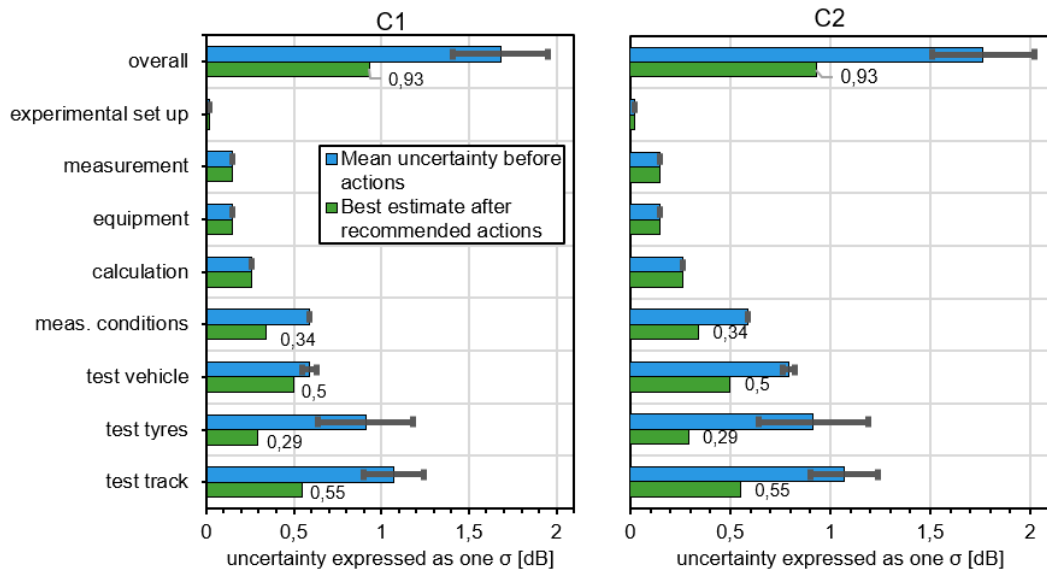 C1
C2
overall
0,93
0,93
experimental set up
measurement
Mean uncertainty before
actions
Best estimate after
recommended actions
equipment
calculation
meas. conditions
0,34
0,34
test vehicle
0,5
0,5
test tyres
0,29
0,29
test track
0,55
0,55
0 0,5 1 1,5 2
0 0,5 1 1,5 2
uncertainty expressed as one σ [dB]
uncertainty expressed as one σ [dB]